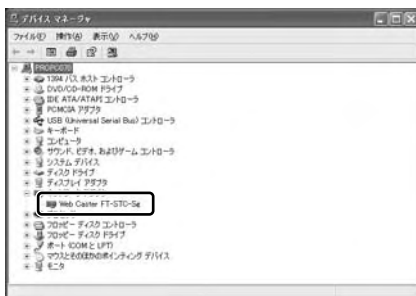 デバイス マネージャ
ファイル(F) 操作(A) 表示(V) ヘルプ(H)
PROPC070
1394 バス ホスト コントローラ
DVD/CD-ROM ドライブ
IDE ATA/ATAPI コントローラ
PCMCIA アダプタ
USB (Universal Serial Bus) コントローラ
キーボード
コンピュータ
サウンド、ビデオ、およびゲーム コントローラ
システム デバイス
ディスク ドライブ
ディスプレイ アダプタ
Web Caster FT-STC-Sg
フロッピー ディスク コントローラ
フロッピー ディスク ドライブ
ポート (COM と LPT)
マウスとそのほかのポインティング デバイス
モニタ